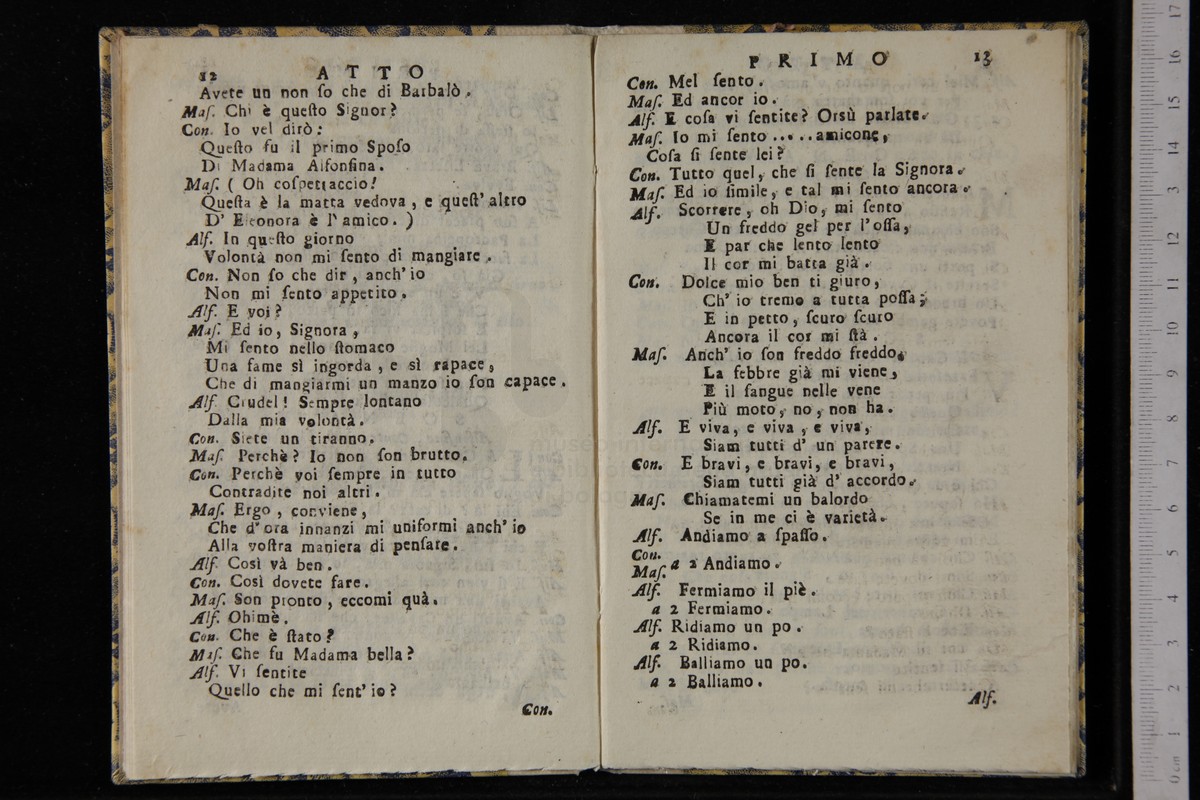 12 ATTO
Avete un non ſo che di Barbalò.
Maſ. Chi è queſto Signor?
Con. Io vel dirò:
Queſto fu il primo Spoſo
Di Madama Alfonſina.
Maſ. ( Oh coſpettaccio!
Queſta è la matta vedova, e queſt' altro
D' Eleonora è l' amico. )
Alf. In queſto giorno
Volontà non mi ſento di mangiare.
Con. Non ſo che dir, anch' io
Non mi ſento appetito.
Alf. E voi?
Maſ. Ed io, Signora,
Mi ſento nello ſtomaco
Una fame sì ingorda, e sì rapace,
Che di mangiarmi un manzo io ſon capace.
Alf. Crudel! Sempre lontano
Dalla mia volontà.
Con. Siete un tiranno.
Maſ. Perchè? Io non ſon brutto.
Con. Perchè voi ſempre in tutto
Contradite noi altri.
Maſ. Ergo, conviene,
Che d' ora innanzi mi uniformi anch' io
Alla voſtra maniera di penſare.
Alf. Così và ben.
Con. Così dovete fare.
Maſ. Son pronto, eccomi quà.
Alf. Ohimè.
Con. Che è ſtato?
Maſ. Che fu Madama bella?
Alf. Vi ſentite
Quello che mi ſent' io?
Con.
PRIMO 13
Con. Mel ſento.
Maſ. Ed ancor io.
Alf. E coſa vi ſentite? Orsù parlate.
Maſ. Io mi ſento ..... amicone,
Coſa ſi ſente lei?
Con. Tutto quel, che ſi ſente la Signora.
Maſ. Ed io ſimile, e tal mi ſento ancora.
Alf. Scorrere, oh Dio, mi ſento
Un freddo gel per l'oſſa,
E par che lento lento
Il cor mi batta già.
Con. Dolce mio ben ti giuro,
Ch' io tremo a tutta poſſa;
E in petto, ſcuro ſcuro
Ancora il cor mi ſtà.
Maſ. Anch' io ſon freddo freddo,
La febbre già mi viene,
E il ſangue nelle vene
Più moto, no, non ha.
Alf. E viva, e viva, e viva,
Siam tutti d' un parere.
Con. E bravi, e bravi, e bravi,
Siam tutti già d' accordo.
Maſ. Chiamatemi un balordo
Se in me ci è varietà.
Alf. Andiamo a ſpaſſo.
Con.
Maſ. a 2 Andiamo.
Alf. Fermiamo il piè.
a 2 Fermiamo.
Alf. Ridiamo un po.
a 2 Ridiamo.
Alf. Balliamo un po.
a 2 Balliamo.
Alf.